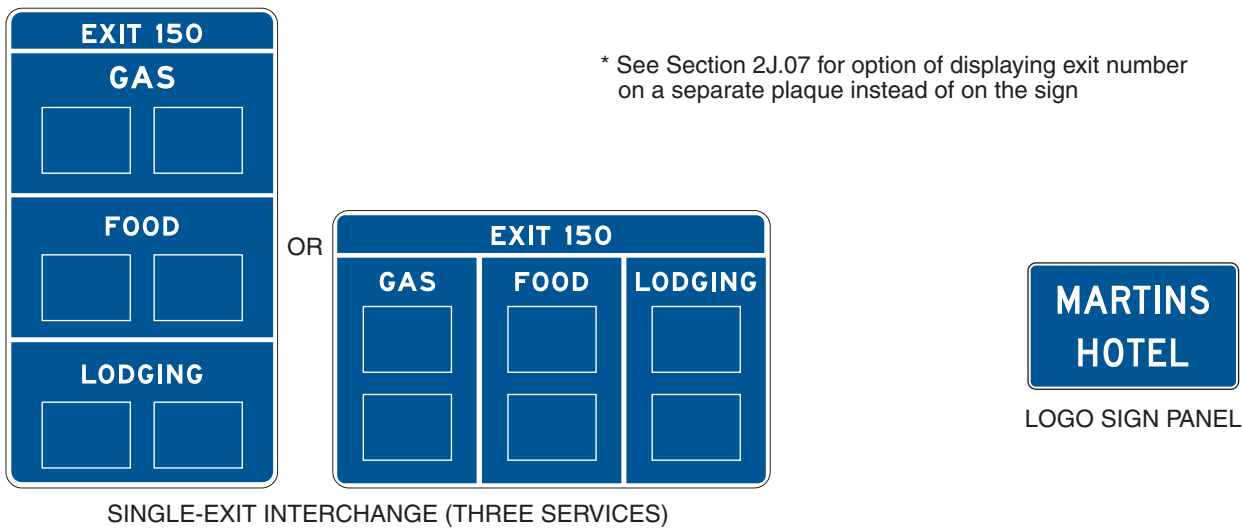 EXIT 150
GAS
FOOD
LODGING
OR
EXIT 150
GAS FOOD LODGING
* See Section 2J.07 for option of displaying exit number
on a separate plaque instead of on the sign
MARTINS
HOTEL
LOGO SIGN PANEL
SINGLE-EXIT INTERCHANGE (THREE SERVICES)